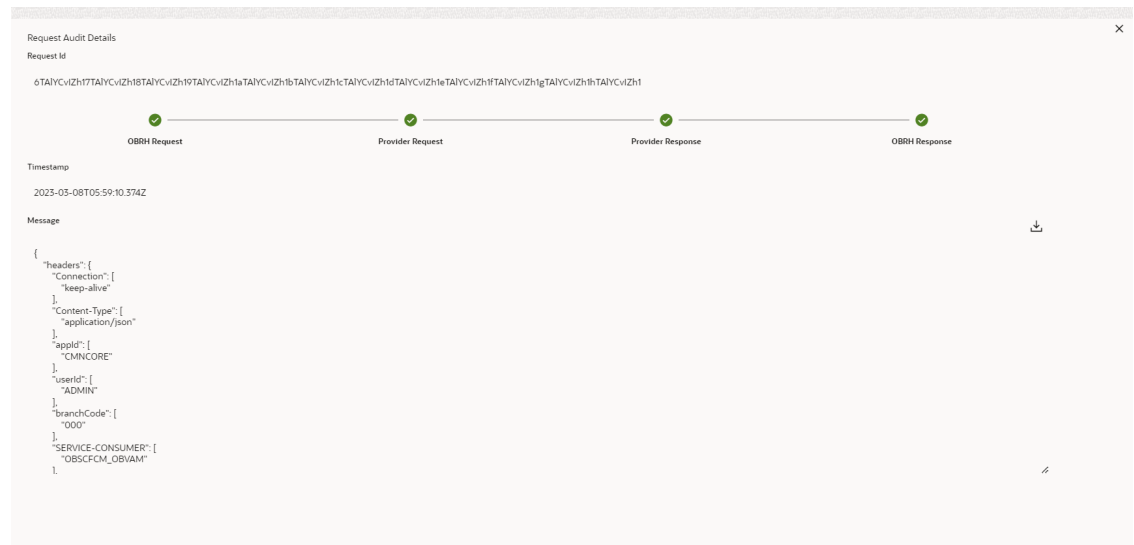 Request Audit Details
Request Id
6TAlYCvlZh17TAlYCvlZh18TAlYCvlZh19TAlYCvlZh1aTAlYCvlZh1bTAlYCvlZh1cTAlYCvlZh1dTAlYCvlZh1eTAlYCvlZh1fTAlYCvlZh1gTAlYCvlZh1hTAlYCvlZh1
OBRH Request Provider Request Provider Response OBRH Response
Timestamp
2023-03-08T05:59:10.374Z
Message
{
"headers": {
"Connection": [
"keep-alive"
],
"Content-Type": [
"application/json"
],
"appId": [
"CMNCORE"
],
"userId": [
"ADMIN"
],
"branchCode": [
"000"
],
"SERVICE-CONSUMER": [
"OBSCFCM_OBVAM"
],